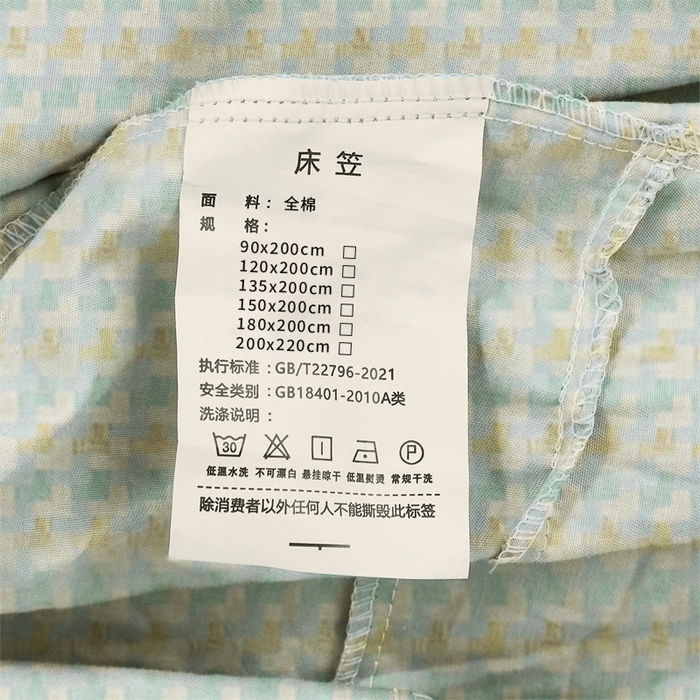 床笠
面 料：全棉
规 格：
90x200cm □
120x200cm □
135x200cm □
150x200cm □
180x200cm □
200x220cm □
执行标准：GB/T22796-2021
安全类别：GB18401-2010A类
洗涤说明：
30 P
低温水洗 不可漂白 悬挂晾干 低温熨烫 常规干洗
除消费者以外任何人不能撕毁此标签